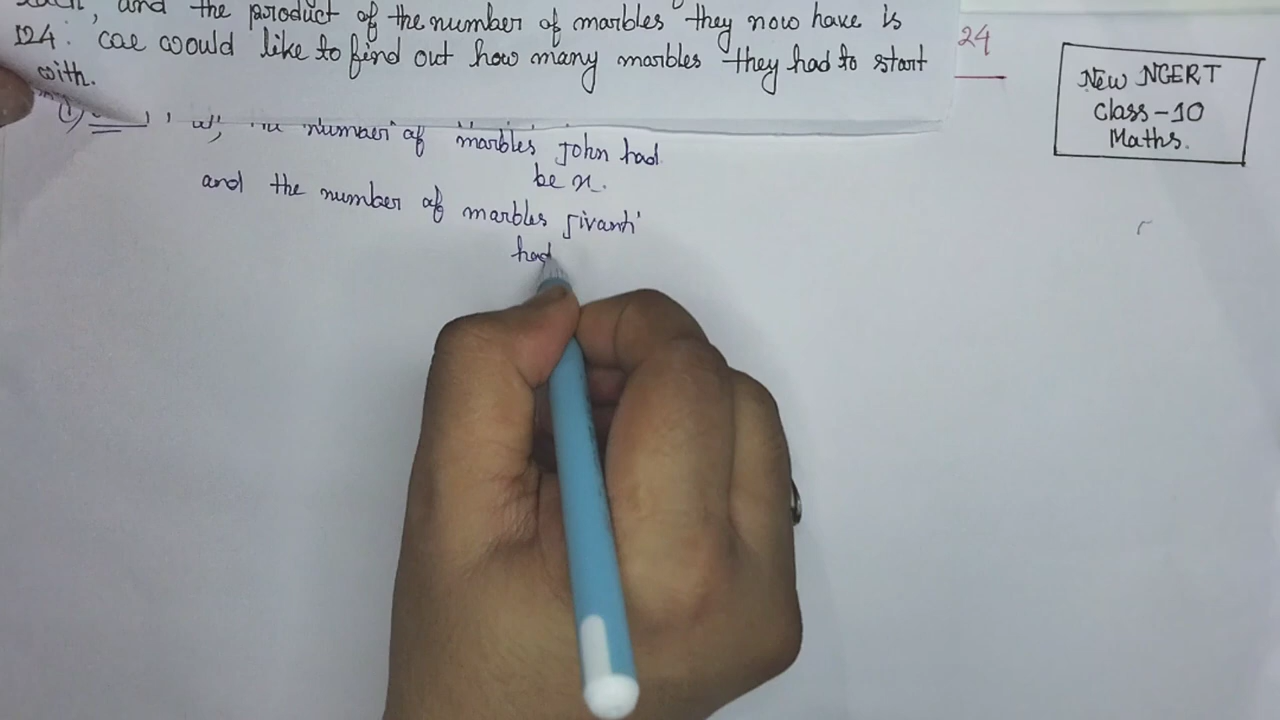 each, and the product of the number of marbles they now have is
124. we would like to find out how many marbles they had to start
with.
24
New NCERT
Class-10
Maths.
(i)
number of marbles John had
be x.
and the number of marbles Jivanti
had